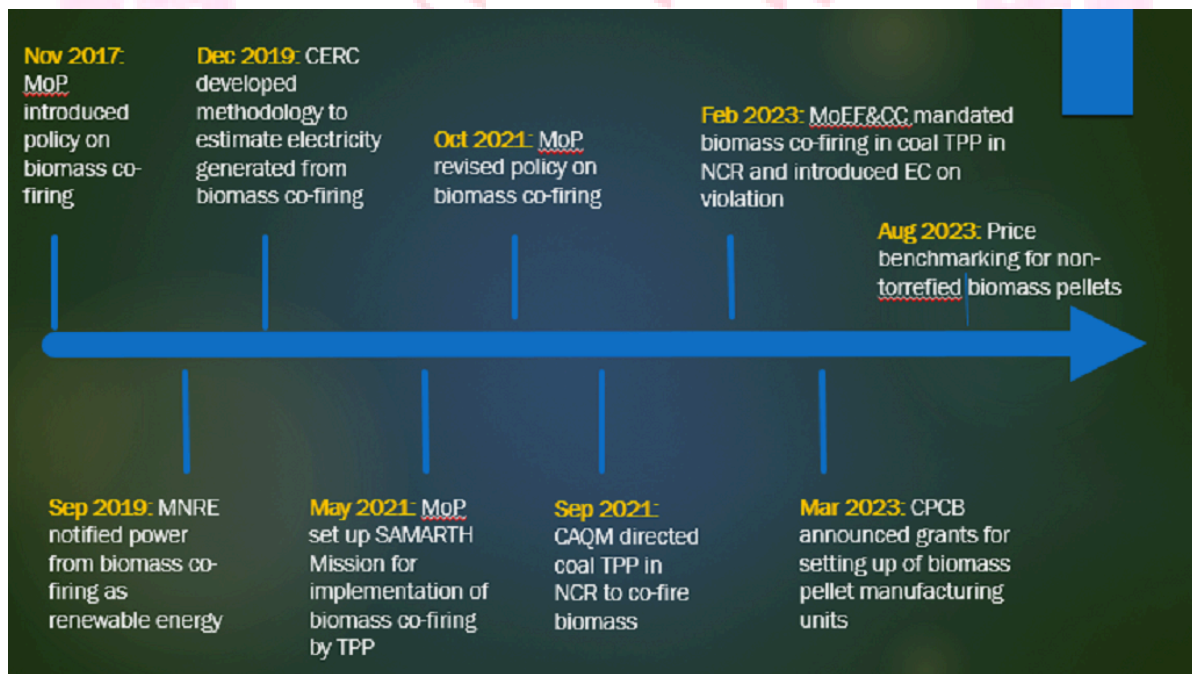 Nov 2017:
MoP
introduced
policy on
biomass co-
firing
Dec 2019: CERC
developed
methodology to
estimate electricity
generated from
biomass co-firing
Oct 2021: MoP
revised policy on
biomass co-firing
Feb 2023: MoEF&CC mandated
biomass co-firing in coal TPP in
NCR and introduced EC on
violation
Aug 2023: Price
benchmarking for non-
torrefied biomass pellets
Sep 2019: MNRE
notified power
from biomass co-
firing as
renewable energy
May 2021: MoP
set up SAMARTH
Mission for
implementation of
biomass co-firing
by TPP
Sep 2021:
CAQM directed
coal TPP in
NCR to co-fire
biomass
Mar 2023: CPCB
announced grants for
setting up of biomass
pellet manufacturing
units